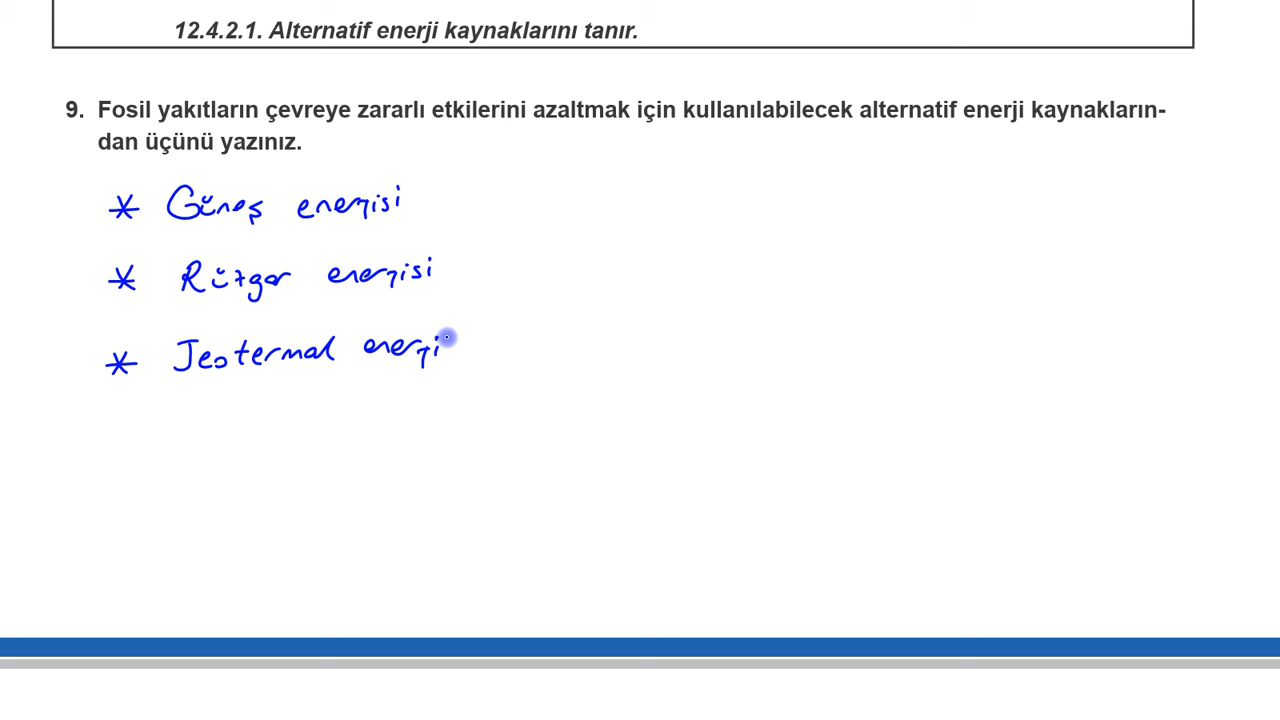 12.4.2.1. Alternatif enerji kaynaklarını tanır.
9. Fosil yakıtların çevreye zararlı etkilerini azaltmak için kullanılabilecek alternatif enerji kaynakların-
dan üçünü yazınız.
* Güneş enerjisi
* Rüzgar enerjisi
* Jeotermal enerji